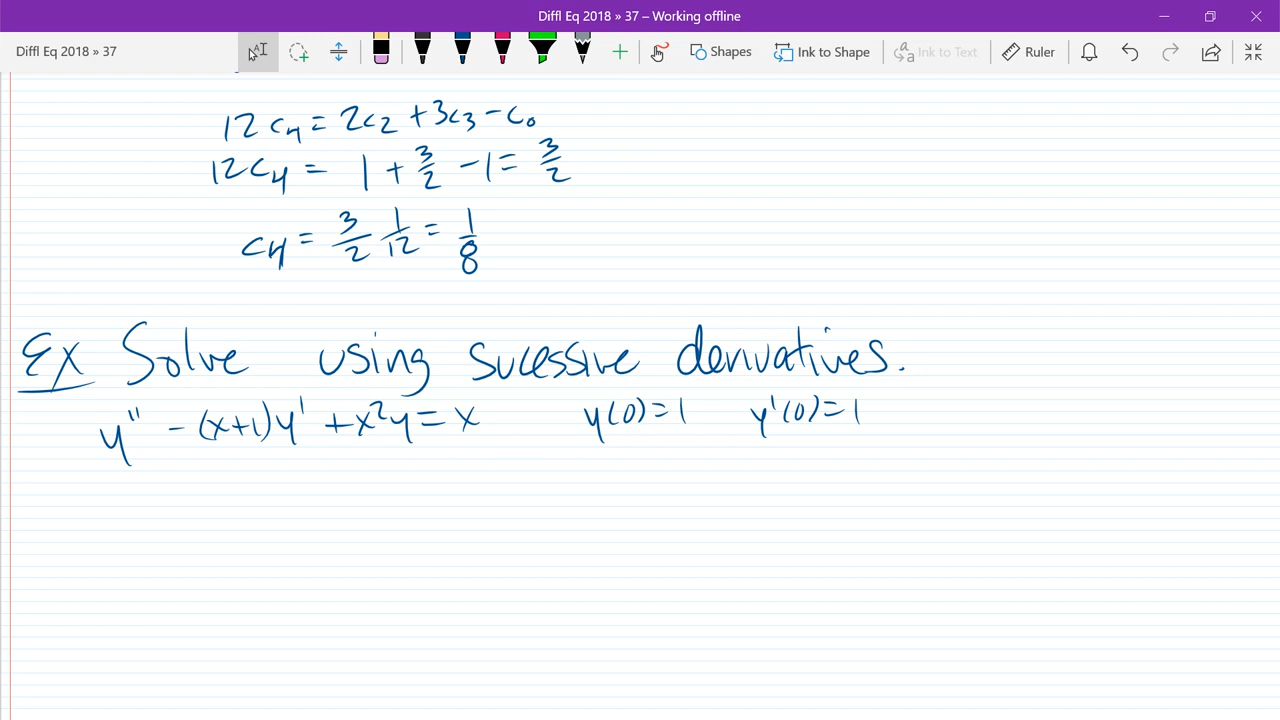 Diffl Eq 2018 » 37 – Working offline
Diffl Eq 2018 » 37 Shapes Ink to Shape Ink to Text Ruler
12c₄ = 2c₂ + 3c₃ - c₀
12c₄ = 1 + 3/2 - 1 = 3/2
c₄ = 3/2 1/12 = 1/8
Ex Solve using sucessive derivatives.
y'' - (x+1)y' + x²y = x y(0)=1 y'(0)=1